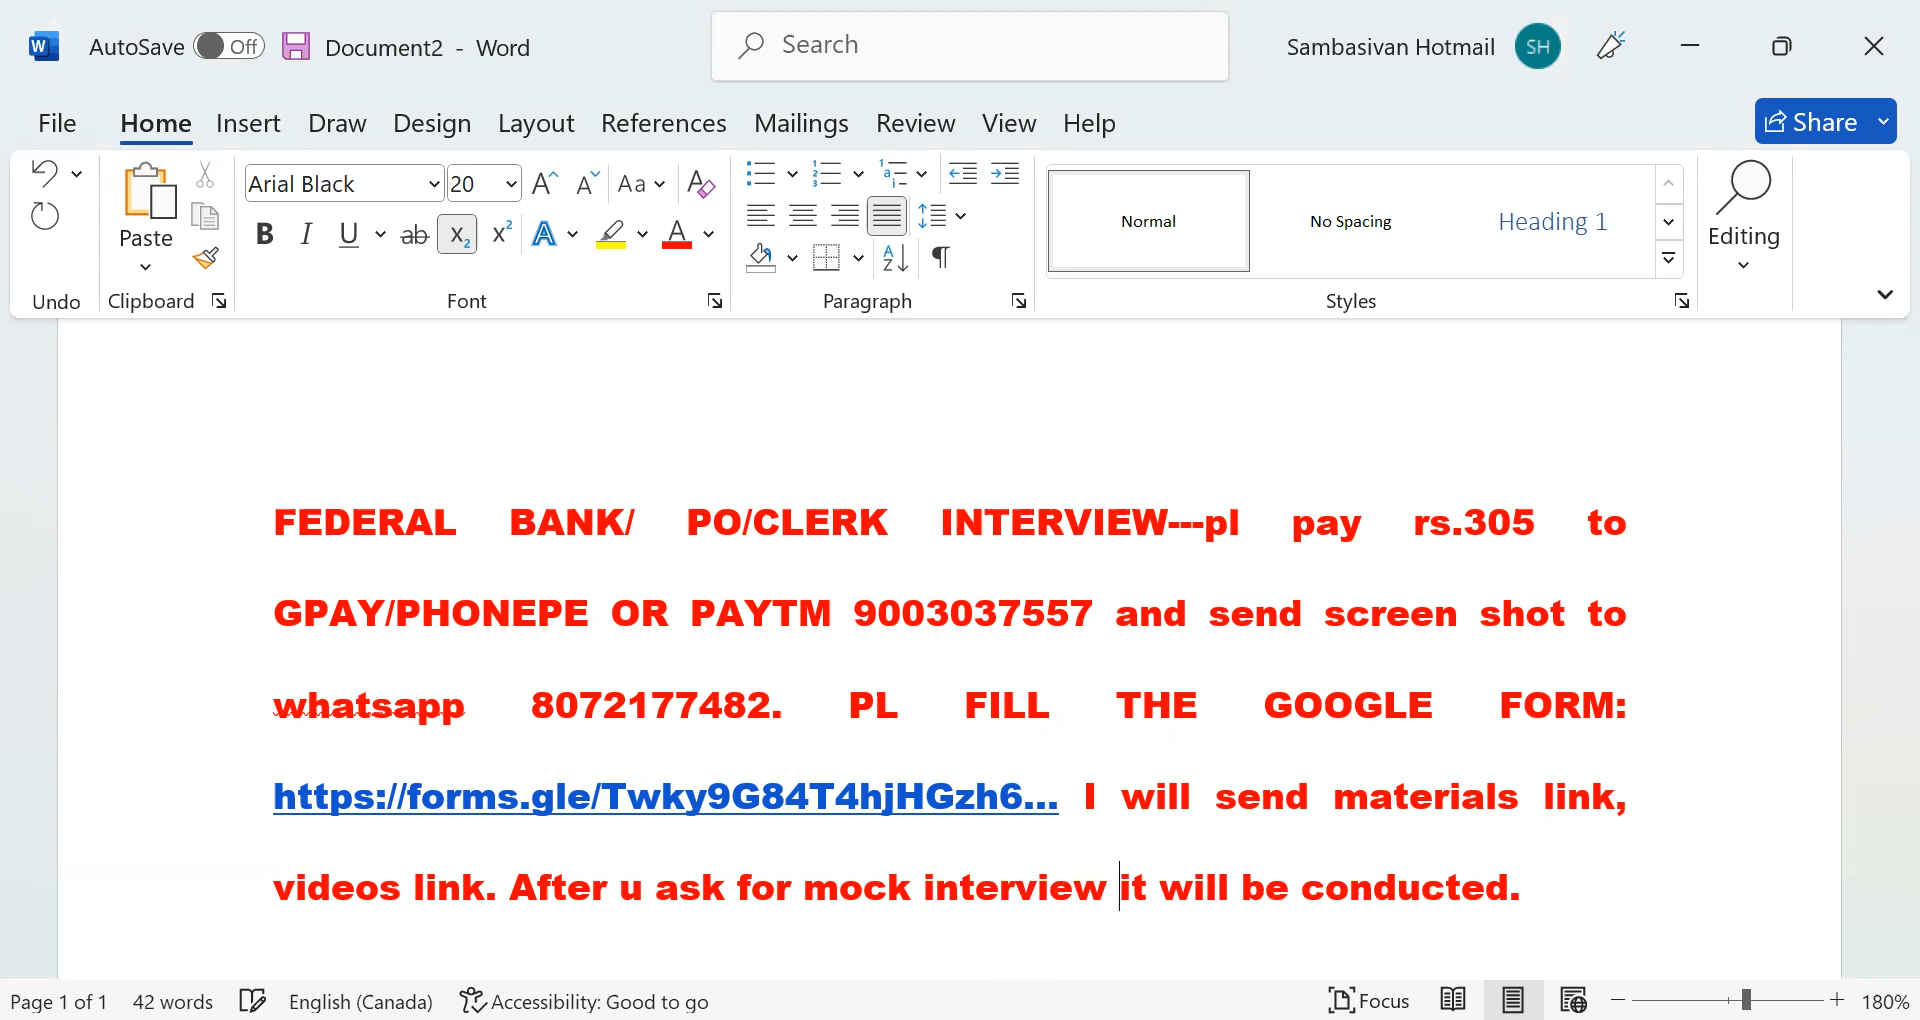 AutoSave Off Document2 - Word Search Sambasivan Hotmail SH
File Home Insert Draw Design Layout References Mailings Review View Help Share
Arial Black 20 Aa
Paste B I U ab x₂ x² A A Normal No Spacing Heading 1 Editing
Undo Clipboard Font Paragraph Styles
FEDERAL BANK/ PO/CLERK INTERVIEW---pl pay rs.305 to
GPAY/PHONEPE OR PAYTM 9003037557 and send screen shot to
whatsapp 8072177482. PL FILL THE GOOGLE FORM:
https://forms.gle/Twky9G84T4hjHGzh6... I will send materials link,
videos link. After u ask for mock interview it will be conducted.
Page 1 of 1 42 words English (Canada) Accessibility: Good to go Focus 180%